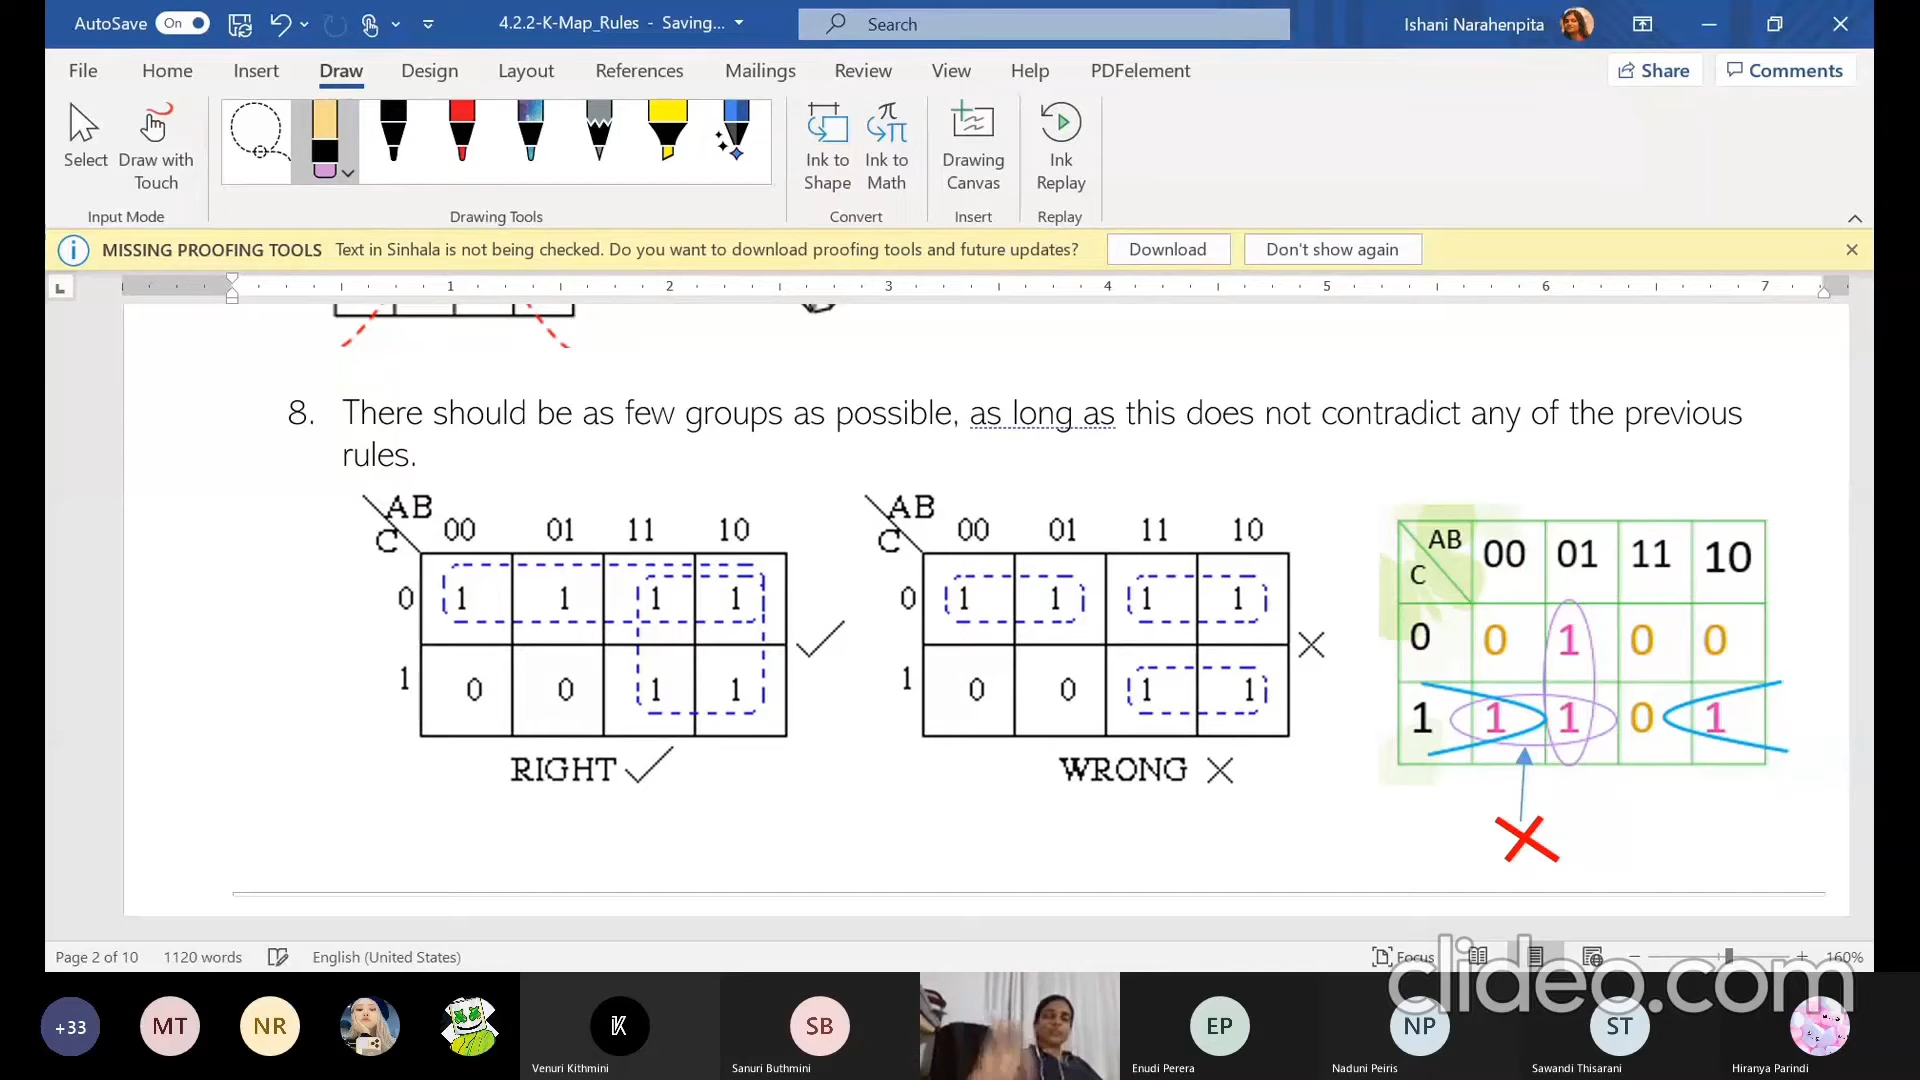 AutoSave On 4.2.2-K-Map_Rules - Saving... Search Ishani Narahenpita
File Home Insert Draw Design Layout References Mailings Review View Help PDFelement Share Comments
Select Draw with Touch Ink to Shape Ink to Math Drawing Canvas Ink Replay
Input Mode Drawing Tools Convert Insert Replay
MISSING PROOFING TOOLS Text in Sinhala is not being checked. Do you want to download proofing tools and future updates? Download Don't show again
1 2 3 4 5 6 7
8. There should be as few groups as possible, as long as this does not contradict any of the previous
rules.
AB
C 00 01 11 10
0 1 1 1 1
1 0 0 1 1
RIGHT
AB
C 00 01 11 10
0 1 1 1 1
1 0 0 1 1
WRONG
AB
C 00 01 11 10
0 0 1 0 0
1 1 1 0 1
Page 2 of 10 1120 words English (United States) Focus 160%
clideo.com
+33 MT NR K SB EP NP ST
Venuri Kithmini Sanuri Buthmini Enudi Perera Naduni Peiris Sawandi Thisarani Hiranya Parindi